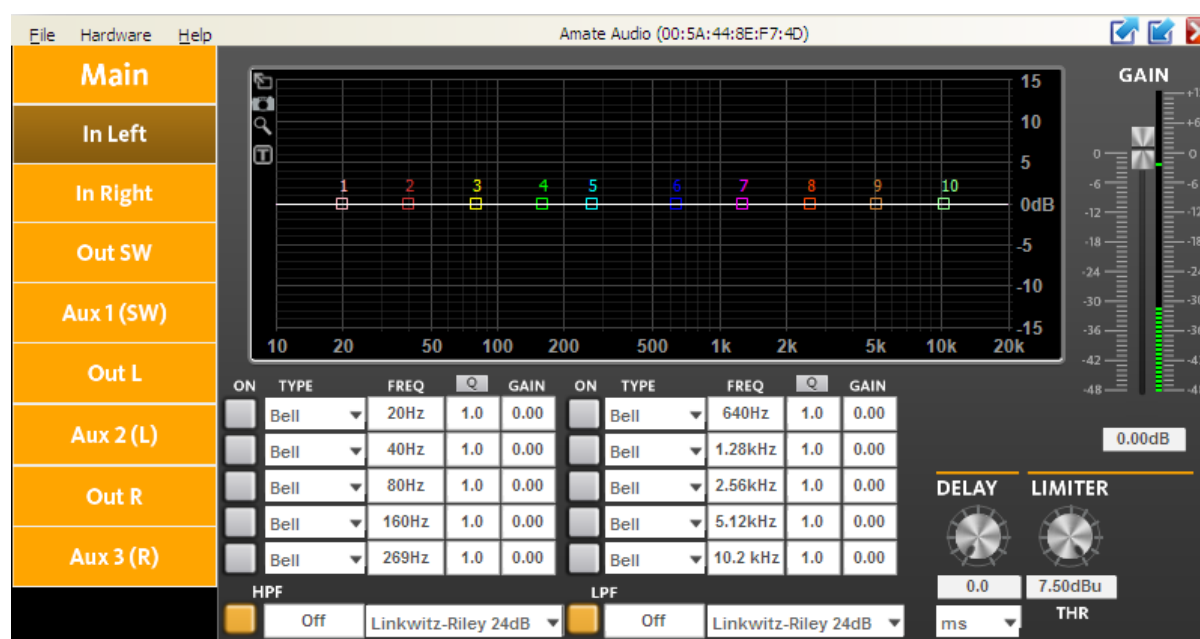 File Hardware Help
Amate Audio (00:5A:44:8E:F7:4D)
Main
In Left
In Right
Out SW
Aux 1 (SW)
Out L
Aux 2 (L)
Out R
Aux 3 (R)
T
1 2 3 4 5 6 7 8 9 10
15
10
5
0dB
-5
-10
-15
10 20 50 100 200 500 1k 2k 5k 10k 20k
GAIN
0
-6
-12
-18
-24
-30
-36
-42
-48
+6
0
-6
0.00dB
ON TYPE FREQ Q GAIN ON TYPE FREQ Q GAIN
Bell 20Hz 1.0 0.00 Bell 640Hz 1.0 0.00
Bell 40Hz 1.0 0.00 Bell 1.28kHz 1.0 0.00
Bell 80Hz 1.0 0.00 Bell 2.56kHz 1.0 0.00
Bell 160Hz 1.0 0.00 Bell 5.12kHz 1.0 0.00
Bell 269Hz 1.0 0.00 Bell 10.2 kHz 1.0 0.00
HPF LPF
Off Linkwitz-Riley 24dB Off Linkwitz-Riley 24dB
DELAY LIMITER
0.0 7.50dBu
ms THR